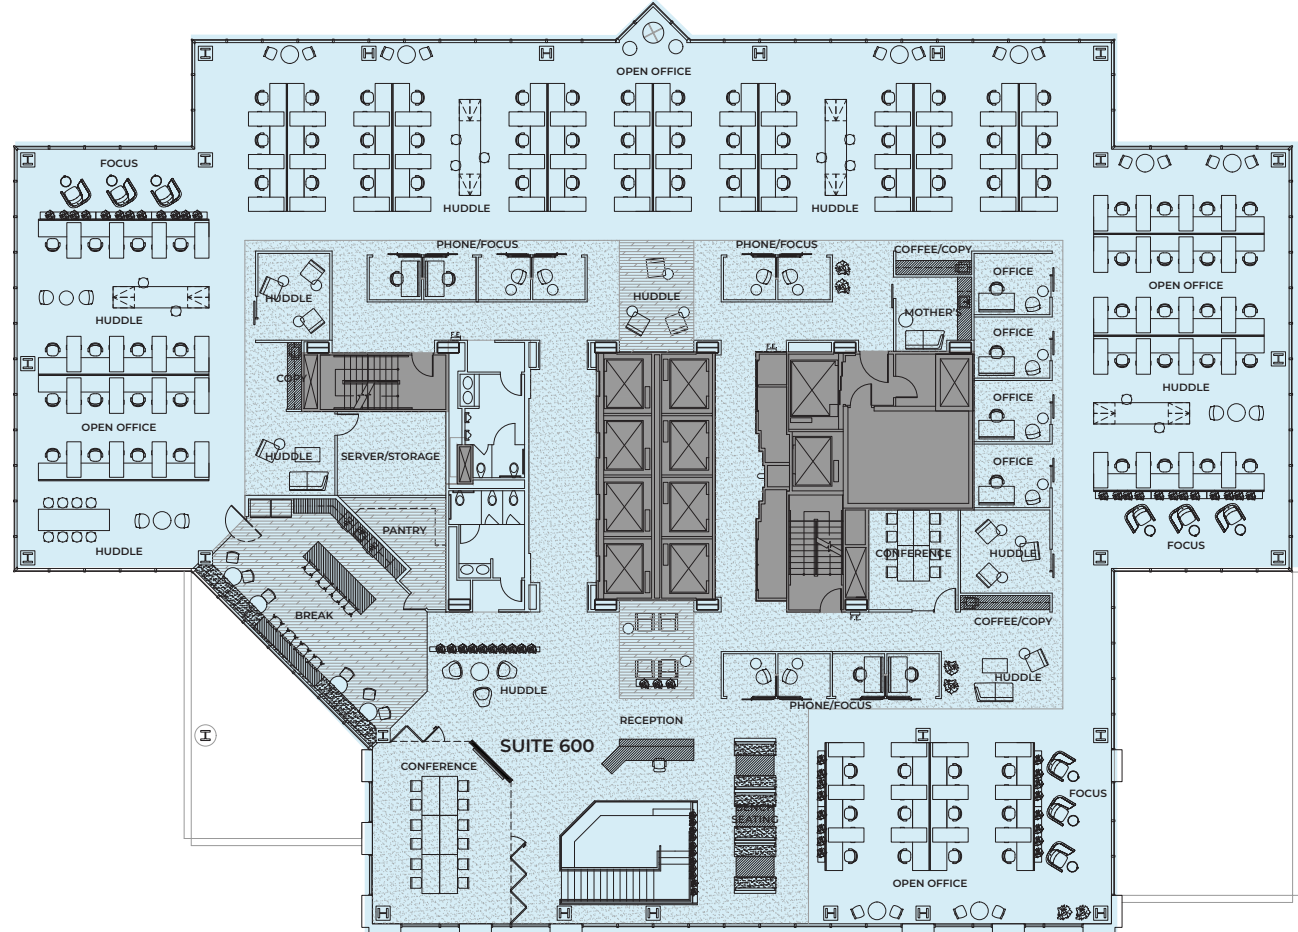 OPEN OFFICE
FOCUS
HUDDLE
HUDDLE
PHONE/FOCUS
PHONE/FOCUS
COFFEE/COPY
OFFICE
OPEN OFFICE
HUDDLE
HUDDLE
MOTHER'S
HUDDLE
OFFICE
COPY
HUDDLE
OFFICE
OPEN OFFICE
HUDDLE
SERVER/STORAGE
OFFICE
PANTRY
FOCUS
HUDDLE
CONFERENCE
HUDDLE
BREAK
COFFEE/COPY
F.E.
F.E.
F.E.
HUDDLE
HUDDLE
PHONE/FOCUS
RECEPTION
SUITE 600
CONFERENCE
FOCUS
SEATING
OPEN OFFICE